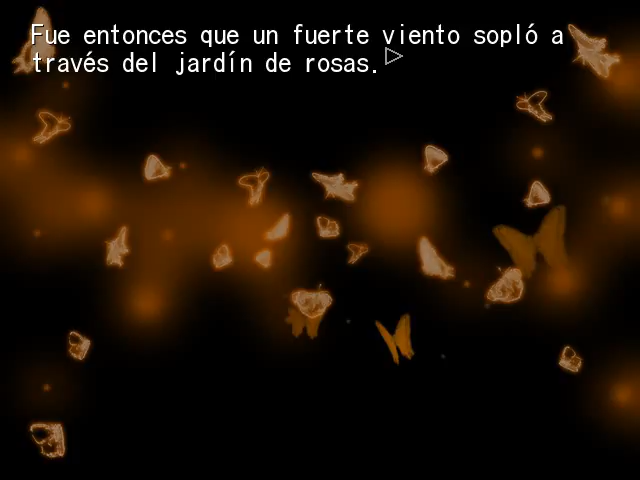 Fue entonces que un fuerte viento sopló a
través del jardín de rosas.